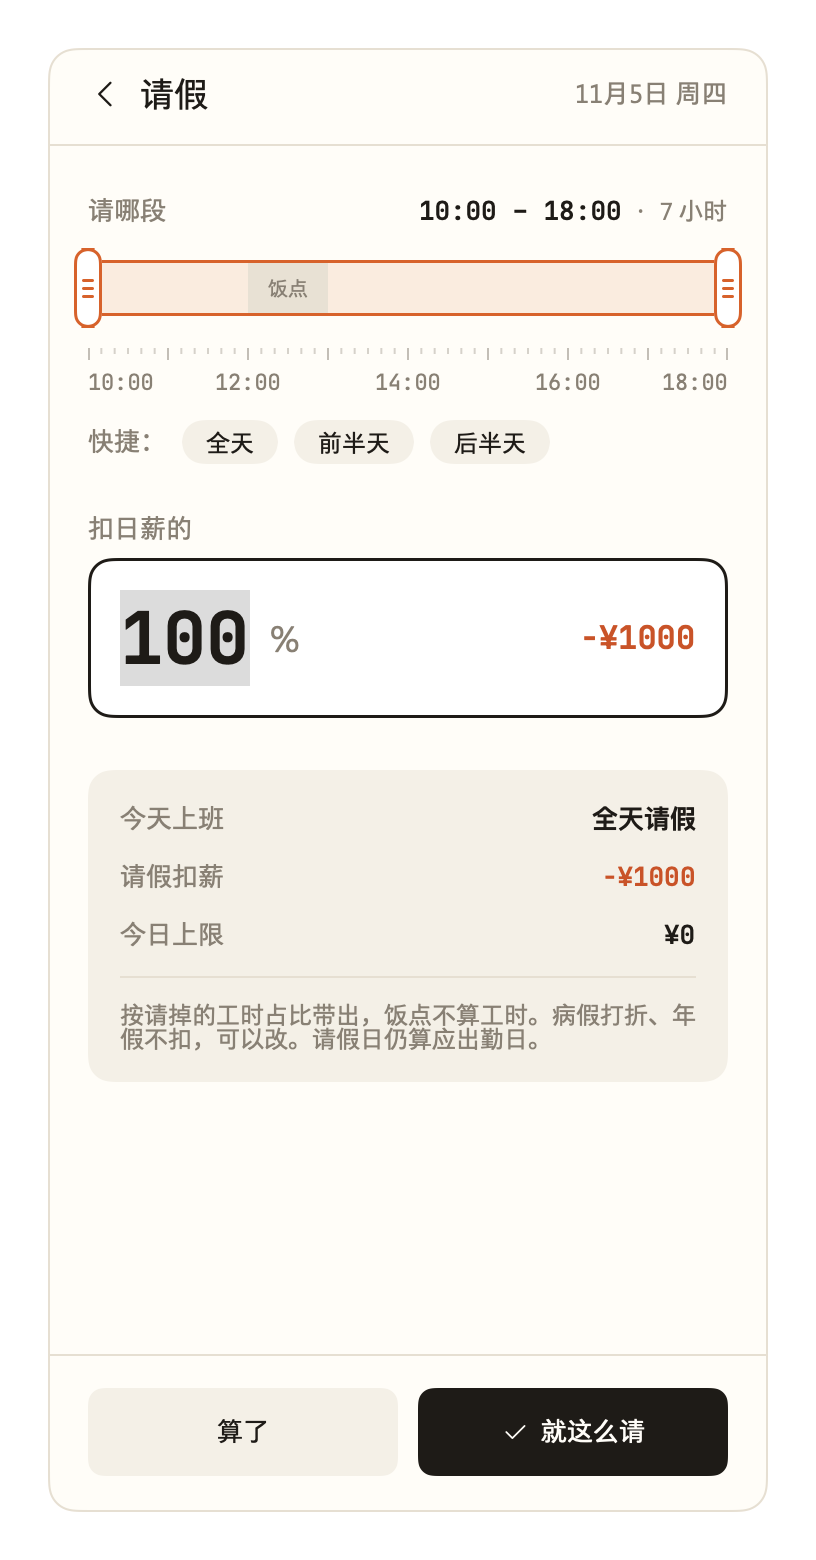 请假
11月5日 周四
请哪段
10:00 – 18:00 · 7 小时
饭点
10:00 12:00 14:00 16:00 18:00
快捷：
全天
前半天
后半天
扣日薪的
100 %
-¥1000
今天上班
全天请假
请假扣薪
-¥1000
今日上限
¥0
按请掉的工时占比带出，饭点不算工时。病假打折、年
假不扣，可以改。请假日仍算应出勤日。
算了
就这么请